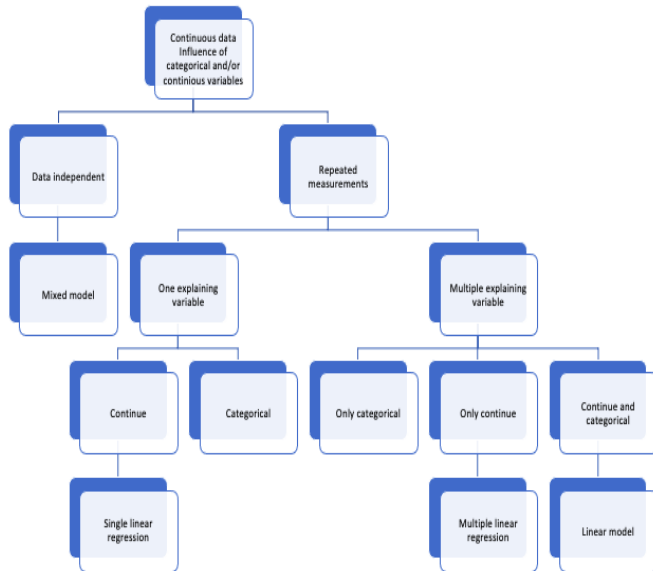 Continuous data
Influence of
categorical and/or
continious variables
Data independent
Repeated
measurements
Mixed model
One explaining
variable
Multiple explaining
variable
Continue
Categorical
Only categorical
Only continue
Continue and
categorical
Single linear
regression
Multiple linear
regression
Linear model